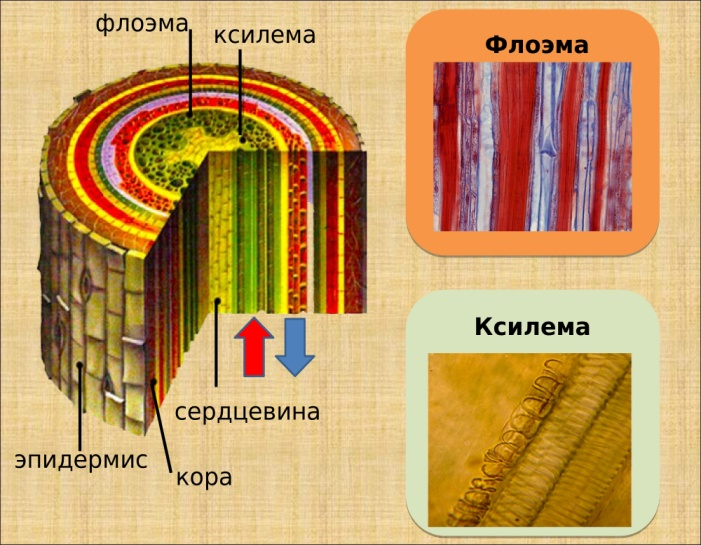 флоэма
ксилема
сердцевина
эпидермис
кора
Флоэма
Ксилема